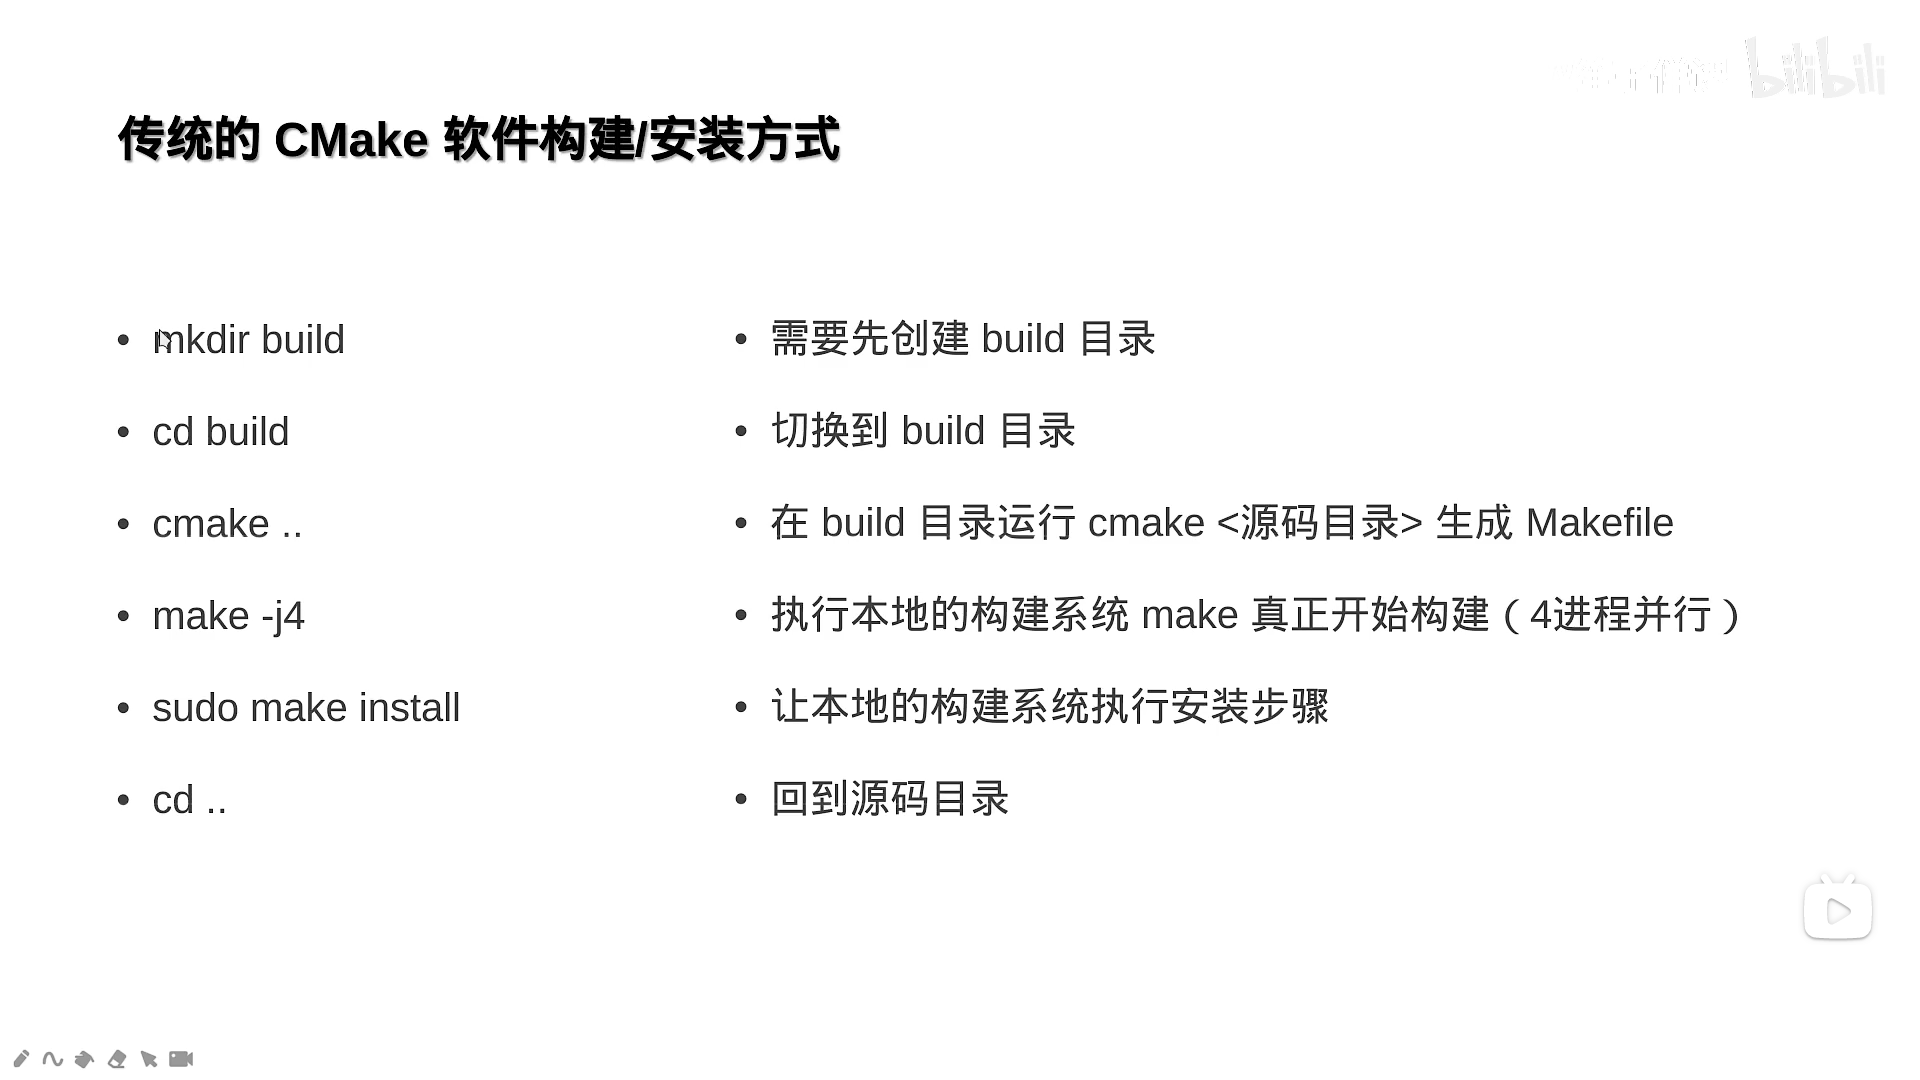 bilibili
传统的 CMake 软件构建/安装方式
• mkdir build
• 需要先创建 build 目录
• cd build
• 切换到 build 目录
• cmake ..
• 在 build 目录运行 cmake <源码目录> 生成 Makefile
• make -j4
• 执行本地的构建系统 make 真正开始构建（4进程并行）
• sudo make install
• 让本地的构建系统执行安装步骤
• cd ..
• 回到源码目录